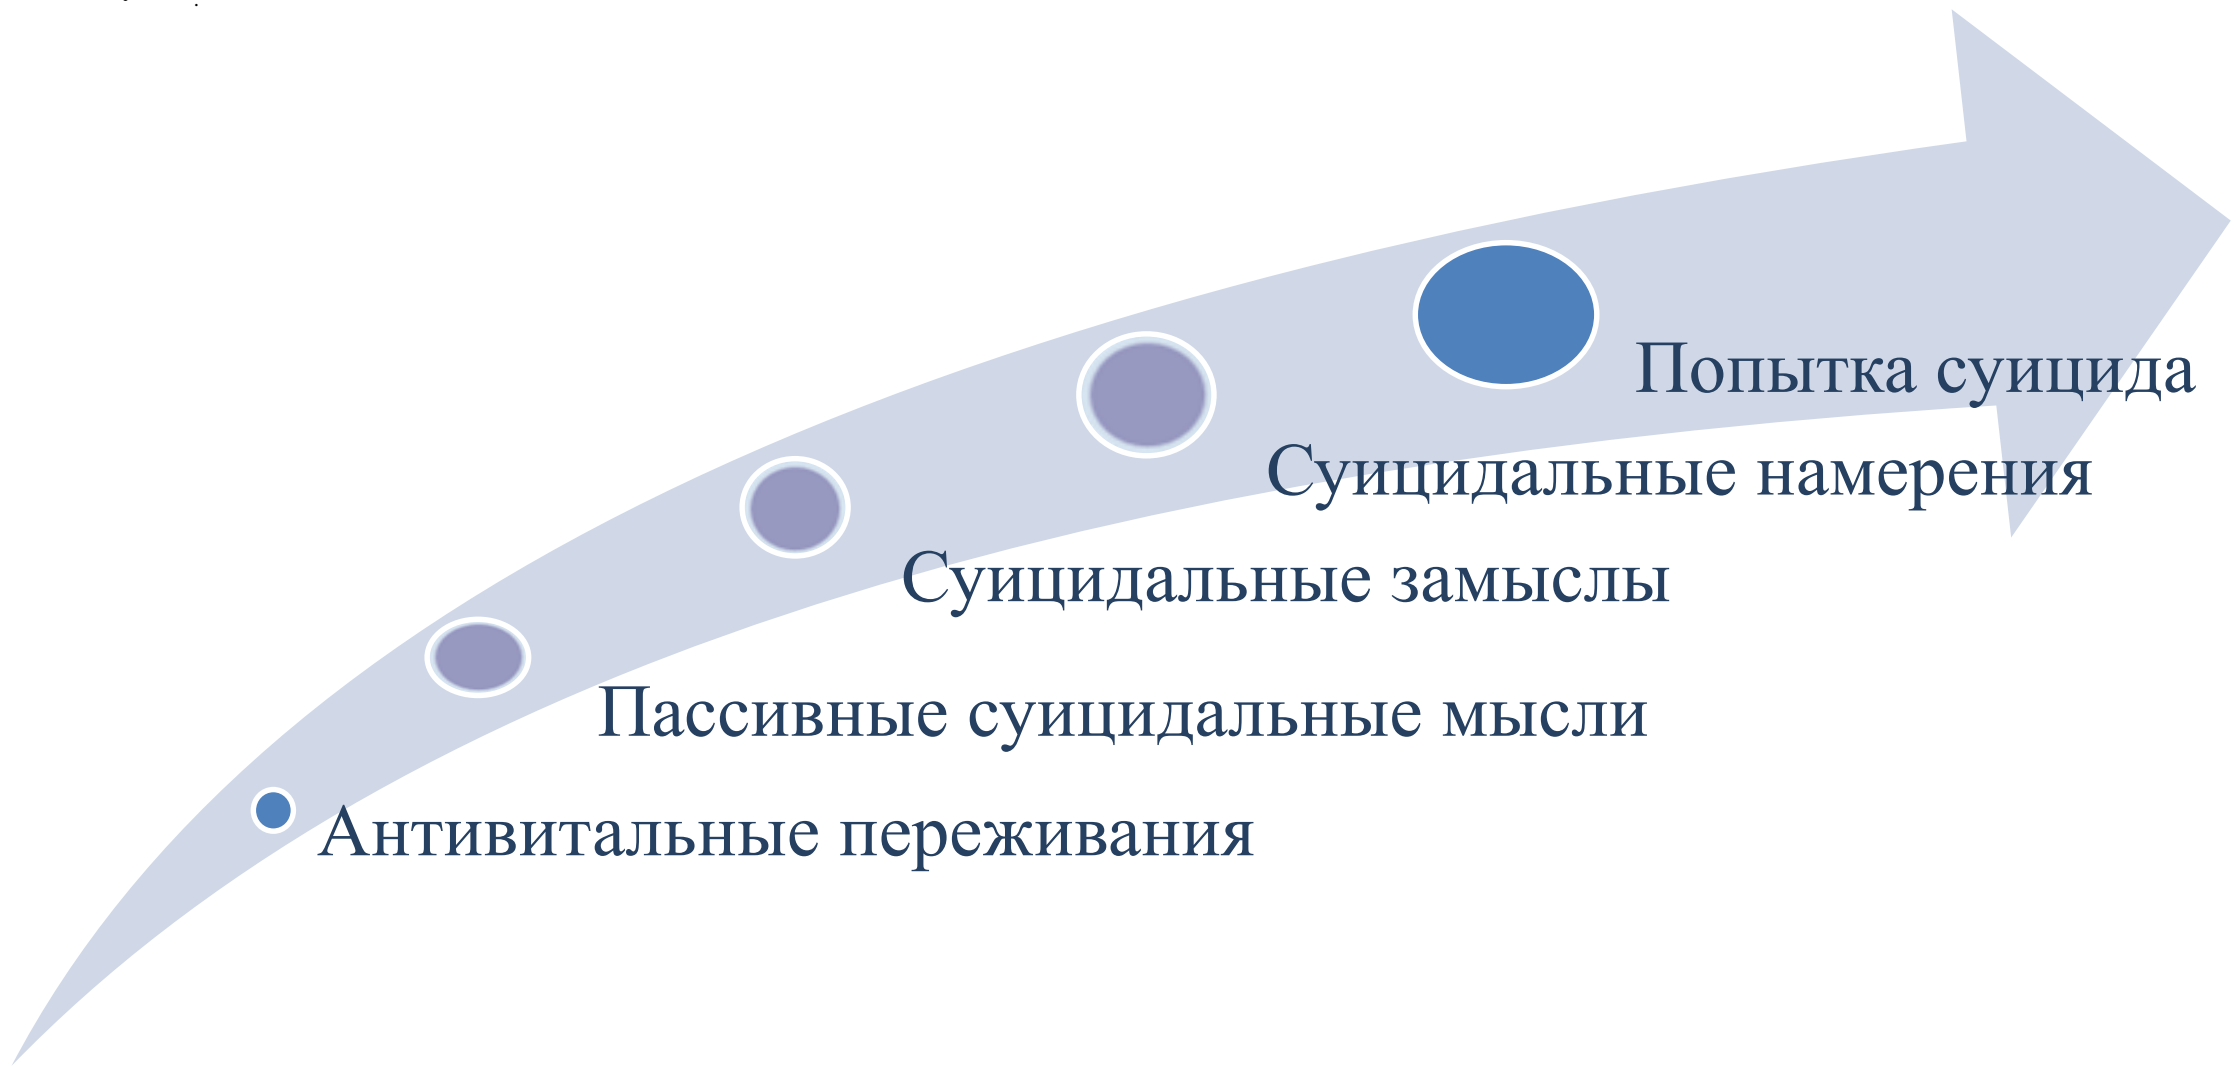 Попытка суицида
Суицидальные намерения
Суицидальные замыслы
Пассивные суицидальные мысли
Антивитальные переживания